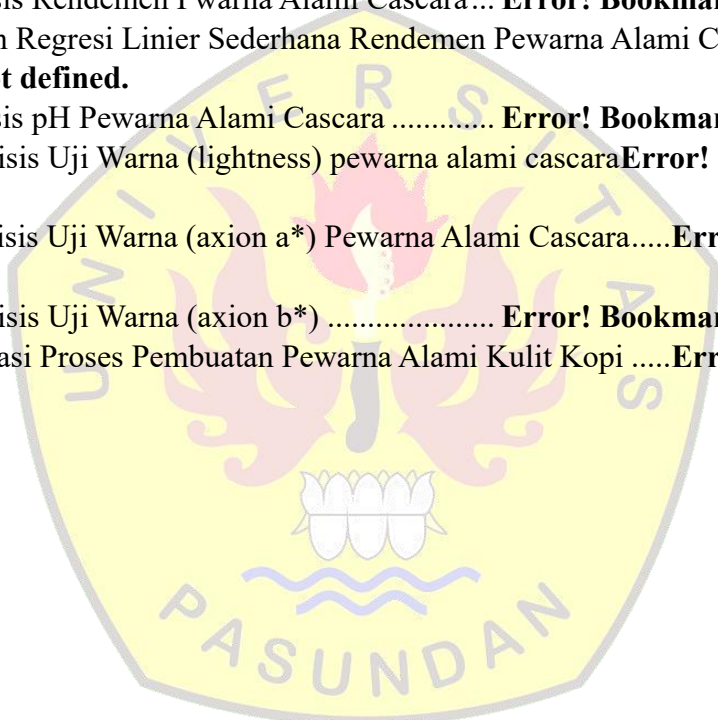 sis Rendemen Pwarna Alami Cascara... Error! Bookmar
n Regresi Linier Sederhana Rendemen Pewarna Alami C
t defined.
sis pH Pewarna Alami Cascara ............. Error! Bookmar
isis Uji Warna (lightness) pewarna alami cascaraError!
isis Uji Warna (axion a*) Pewarna Alami Cascara.....Err
isis Uji Warna (axion b*) ..................... Error! Bookmar
asi Proses Pembuatan Pewarna Alami Kulit Kopi .....Err
UNIVERSITAS
PASUNDAN